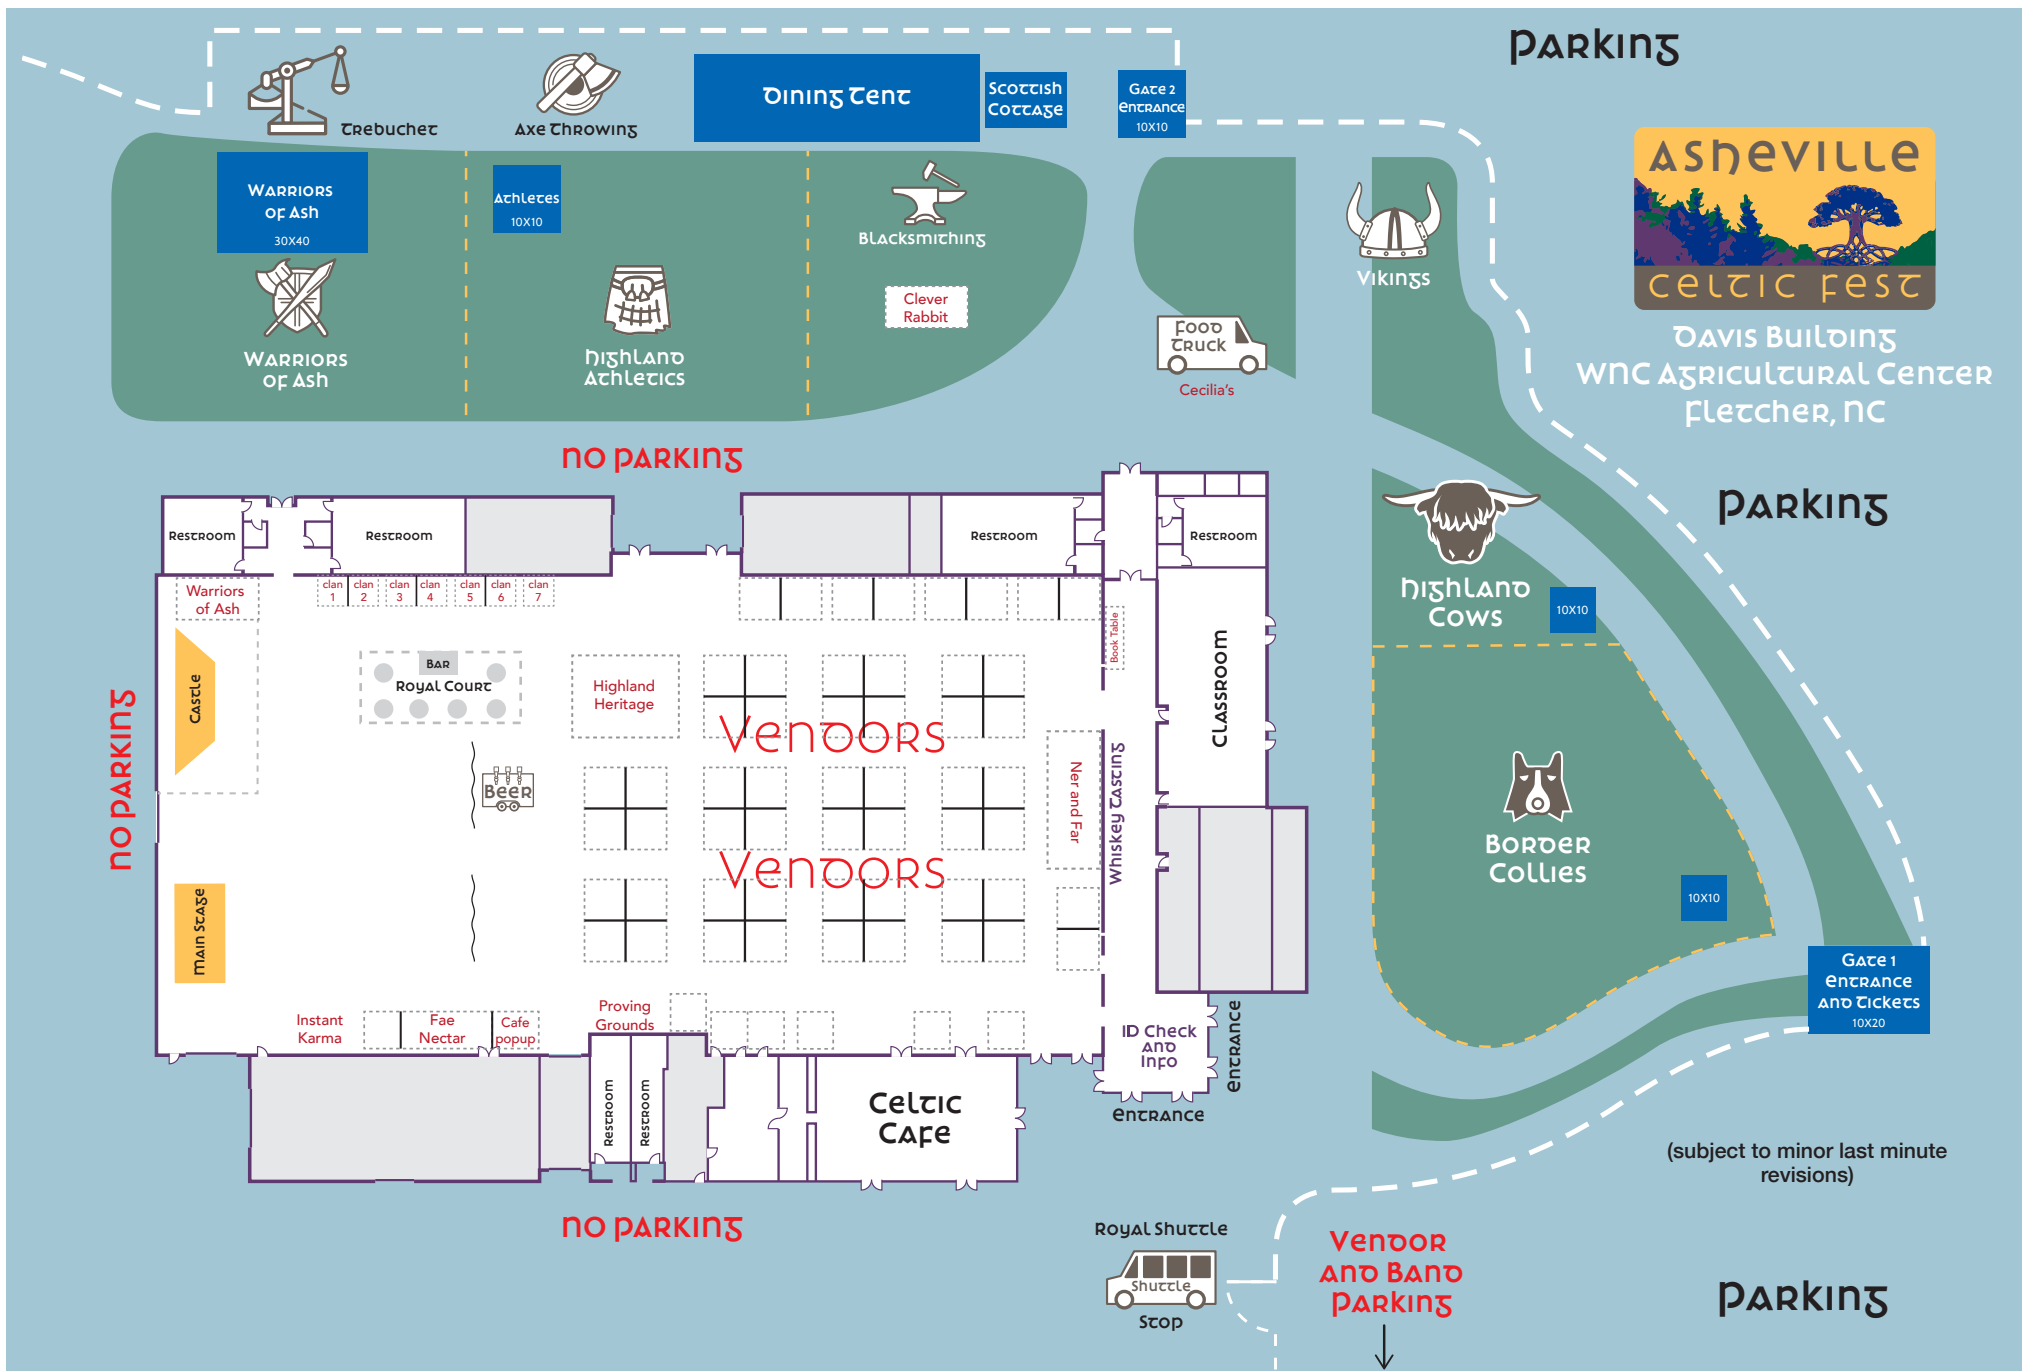 Parking
Dining Tent
Scottish
Cottage
Gate 2
Entrance
10X10
Trebuchet
Axe Throwing
Asheville
Celtic Fest
Warriors
of Ash
30X40
Athletes
10X10
Blacksmithing
Vikings
Clever
Rabbit
Food
Truck
Cecilia's
Warriors
of Ash
Highland
Athletics
Davis Building
WNC Agricultural Center
Fletcher, NC
No Parking
Parking
Restroom
Restroom
Restroom
Restroom
Warriors
of Ash
clan
1
clan
2
clan
3
clan
4
clan
5
clan
6
clan
7
Book Table
Classroom
Highland
Cows
10X10
Castle
Bar
Royal Court
Highland
Heritage
Vendors
No Parking
Beer
Ner and Far
Whiskey Tasting
Border
Collies
10X10
Vendors
Main Stage
Gate 1
Entrance
and Tickets
10X20
Instant
Karma
Fae
Nectar
Cafe
popup
Proving
Grounds
ID Check
and
Info
Entrance
Entrance
Restroom
Restroom
Celtic
Cafe
(subject to minor last minute
revisions)
No Parking
Royal Shuttle
Shuttle
Stop
Vendor
and Band
Parking
Parking